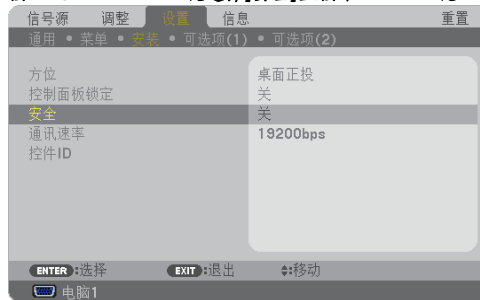 信号源 调整 设置 信息 重置
通用 • 菜单 • 安装 • 可选项(1) • 可选项(2)
方位 桌面正投
控制面板锁定 关
安全 关
通讯速率 19200bps
控件ID
ENTER:选择 EXIT:退出 :移动
电脑1